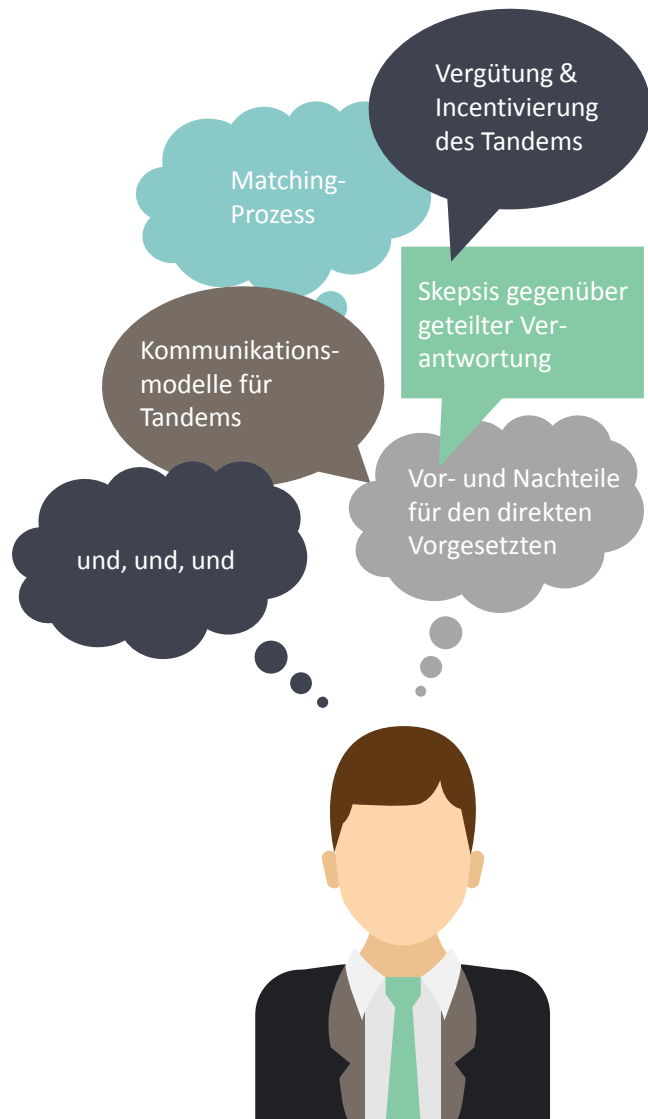 Vergütung &
Incentivierung
des Tandems
Matching-
Prozess
Skepsis gegenüber
geteilter Ver-
antwortung
Kommunikations-
modelle für
Tandems
Vor- und Nachteile
für den direkten
Vorgesetzten
und, und, und